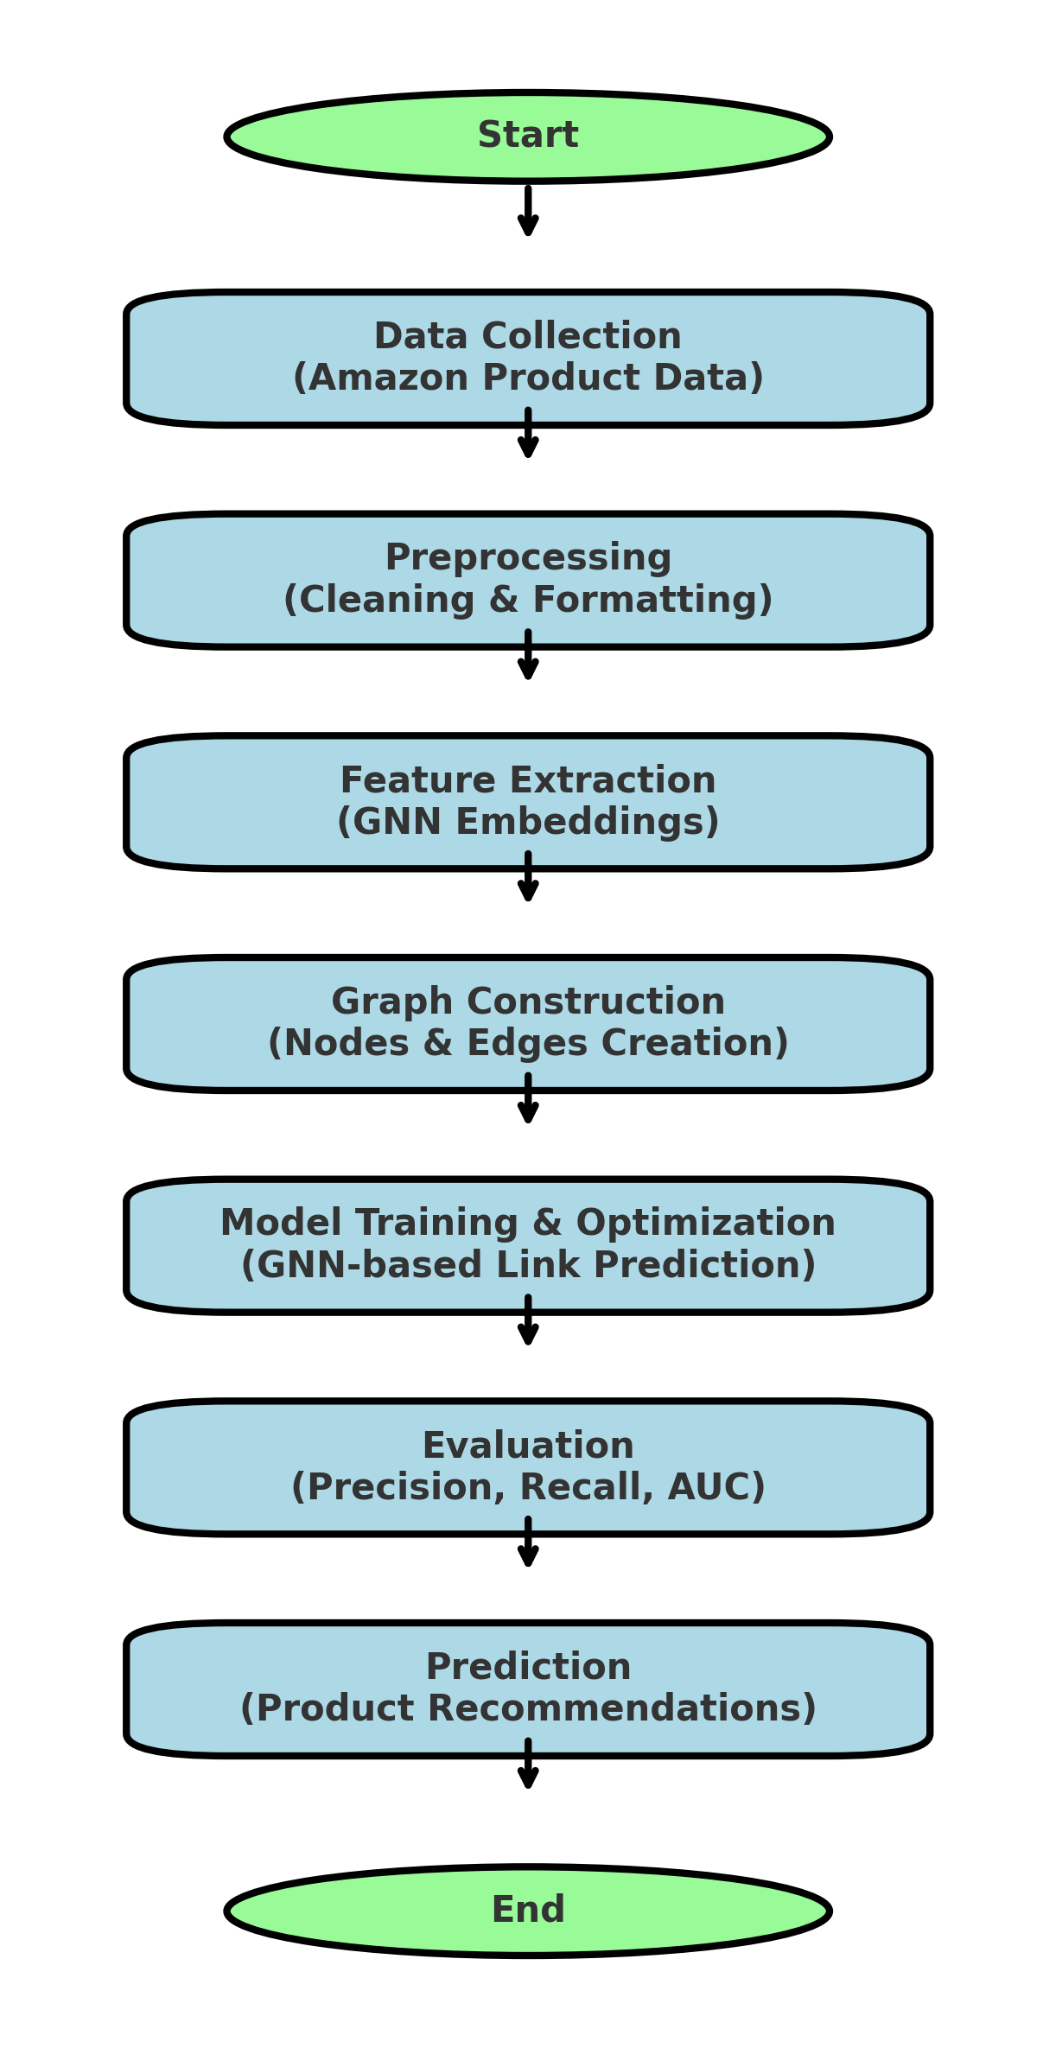 Start
Data Collection
(Amazon Product Data)
Preprocessing
(Cleaning & Formatting)
Feature Extraction
(GNN Embeddings)
Graph Construction
(Nodes & Edges Creation)
Model Training & Optimization
(GNN-based Link Prediction)
Evaluation
(Precision, Recall, AUC)
Prediction
(Product Recommendations)
End